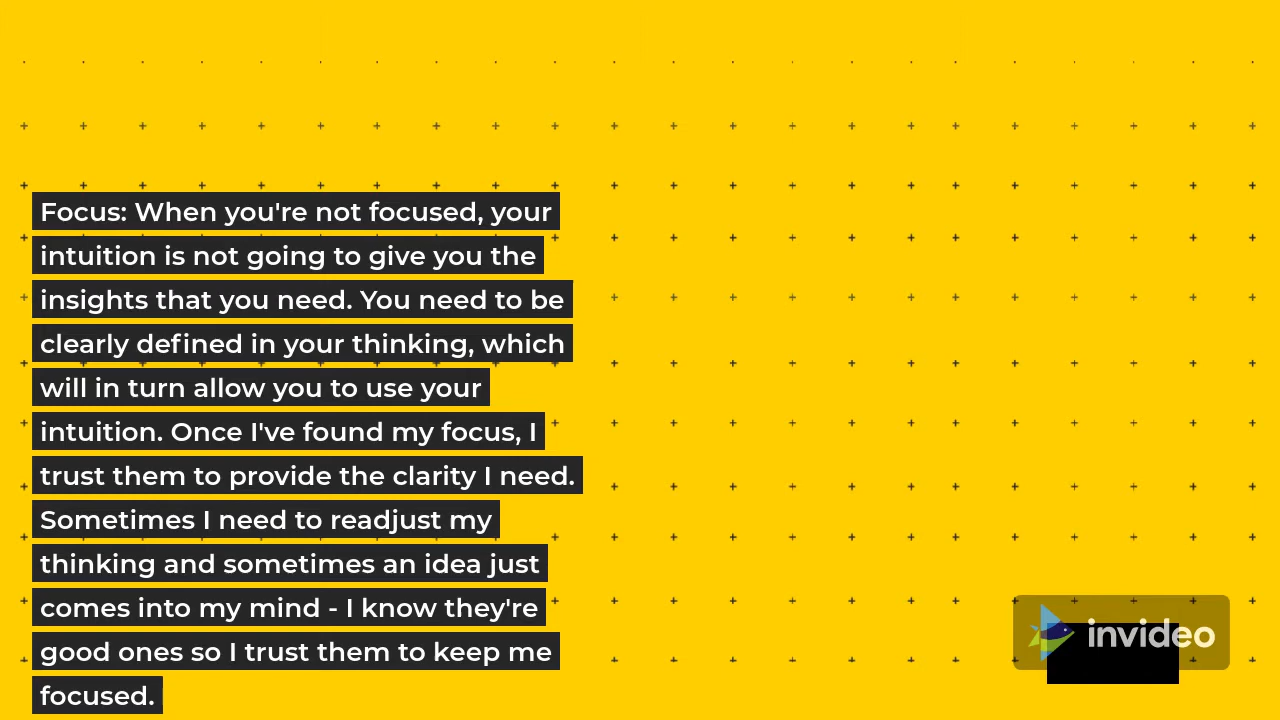 Focus: When you're not focused, your
intuition is not going to give you the
insights that you need. You need to be
clearly defined in your thinking, which
will in turn allow you to use your
intuition. Once I've found my focus, I
trust them to provide the clarity I need.
Sometimes I need to readjust my
thinking and sometimes an idea just
comes into my mind - I know they're
good ones so I trust them to keep me
focused.
invideo